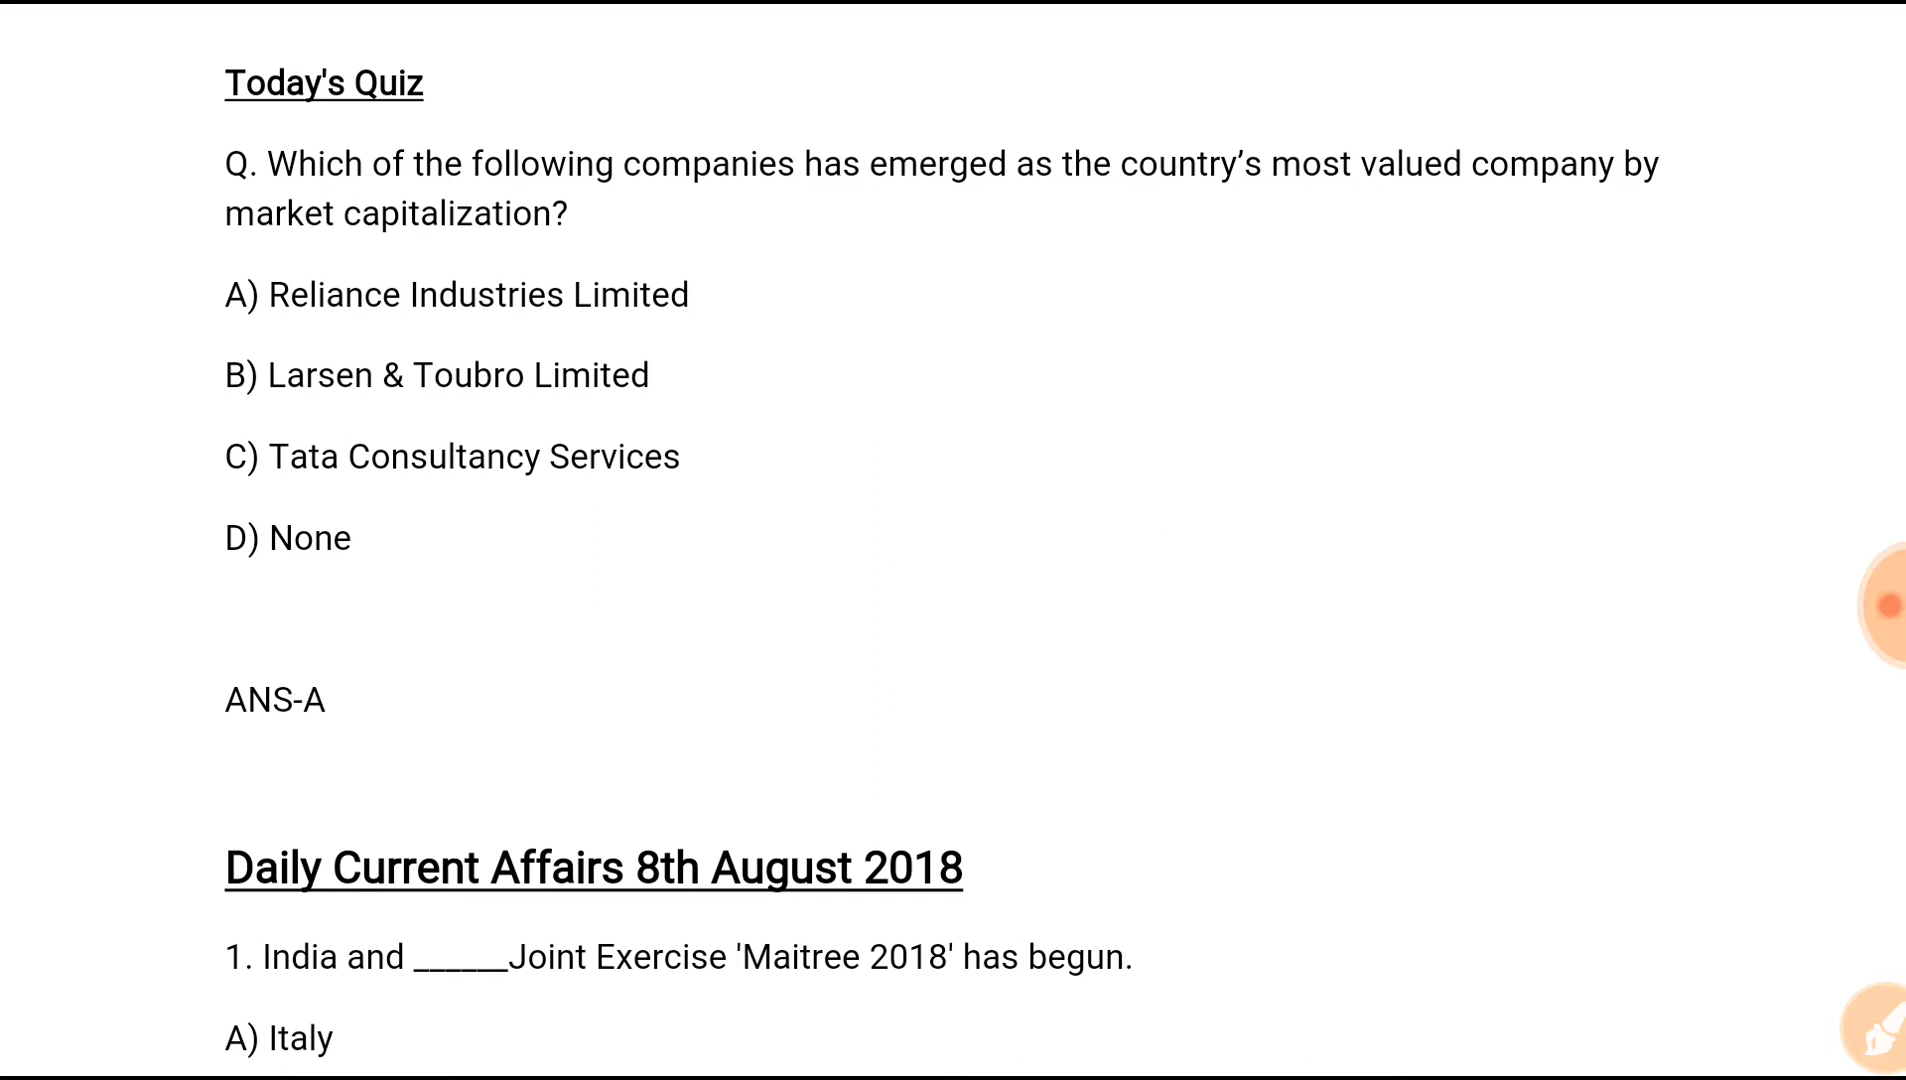 Today's Quiz
Q. Which of the following companies has emerged as the country’s most valued company by
market capitalization?
A) Reliance Industries Limited
B) Larsen & Toubro Limited
C) Tata Consultancy Services
D) None
ANS-A
Daily Current Affairs 8th August 2018
1. India and ______Joint Exercise 'Maitree 2018' has begun.
A) Italy